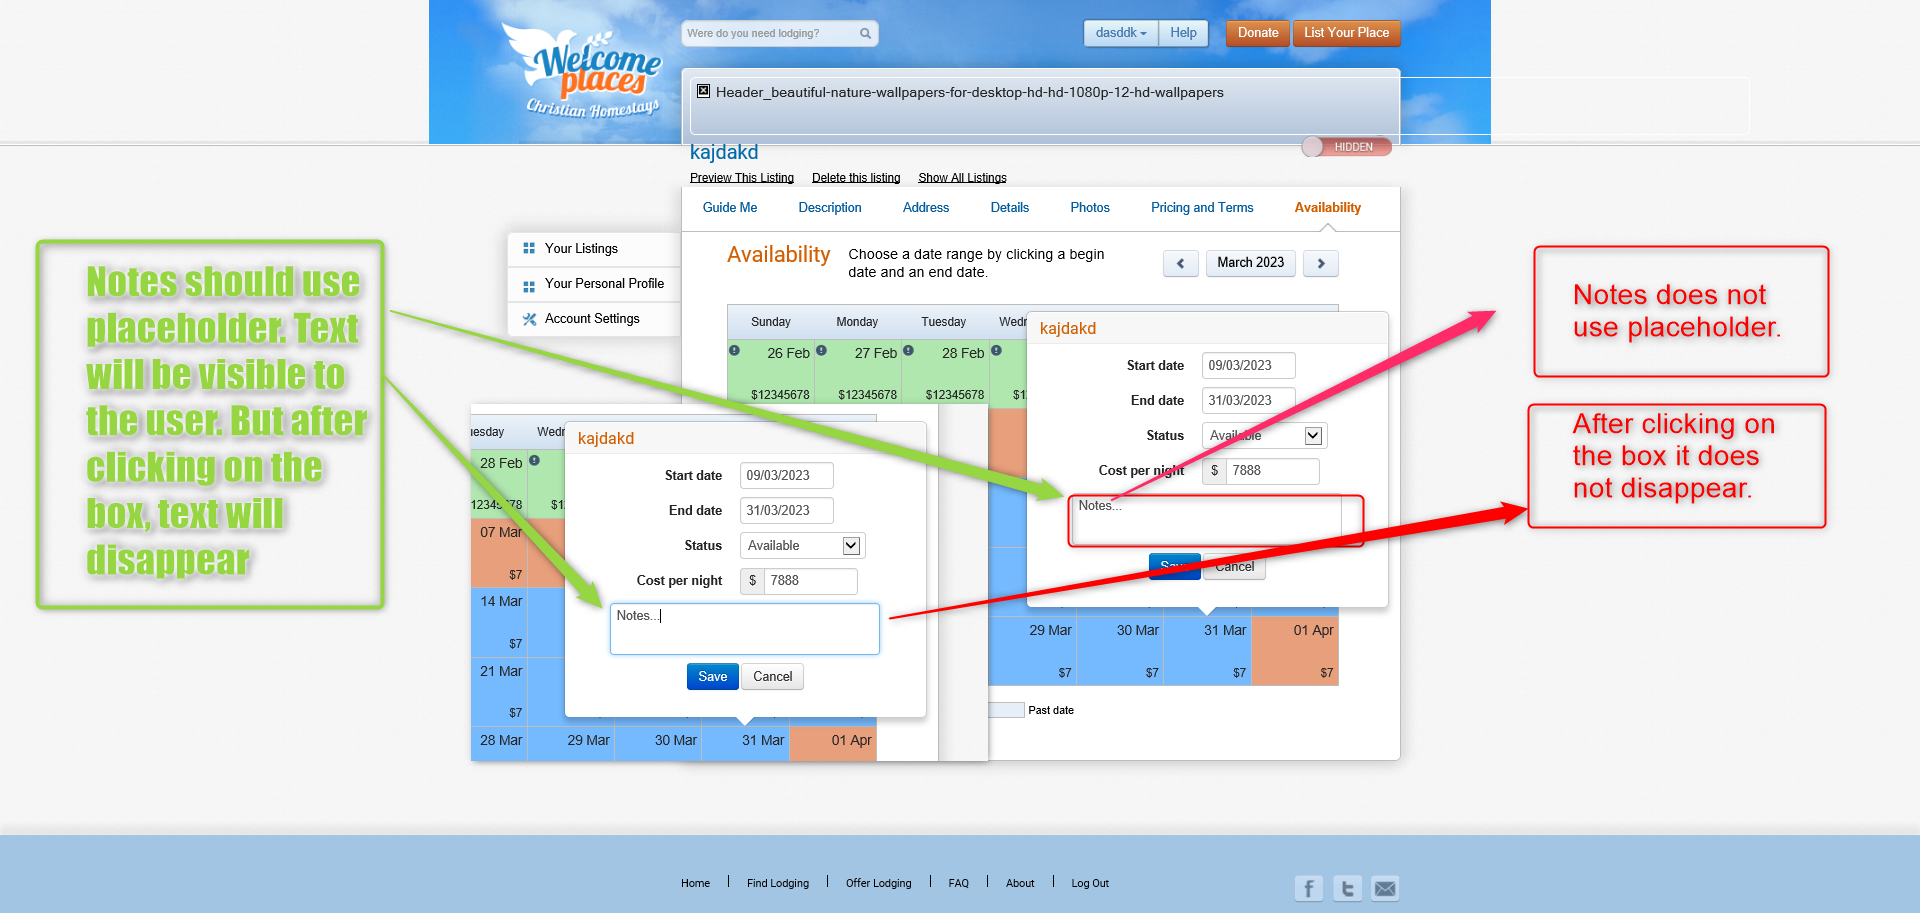 Welcome
places
Christian Homestays
Were do you need lodging?
dasddk
Help
Donate
List Your Place
Header_beautiful-nature-wallpapers-for-desktop-hd-hd-1080p-12-hd-wallpapers
kajdakd
HIDDEN
Preview This Listing
Delete this listing
Show All Listings
Guide Me
Description
Address
Details
Photos
Pricing and Terms
Availability
Your Listings
Your Personal Profile
Account Settings
Availability
Choose a date range by clicking a begin
date and an end date.
March 2023
Sunday
Monday
Tuesday
26 Feb
27 Feb
28 Feb
$12345678
$12345678
$12345678
kajdakd
Start date
09/03/2023
End date
31/03/2023
Status
Available
Cost per night
$
7888
Notes...
Save
Cancel
29 Mar
30 Mar
31 Mar
01 Apr
$7
$7
$7
$7
Past date
28 Feb
12345678
07 Mar
$7
14 Mar
$7
21 Mar
$7
28 Mar
29 Mar
30 Mar
31 Mar
01 Apr
kajdakd
Start date
09/03/2023
End date
31/03/2023
Status
Available
Cost per night
$
7888
Notes...
Save
Cancel
Notes should use
placeholder. Text
will be visible to
the user. But after
clicking on the
box, text will
disappear
Notes does not
use placeholder.
After clicking on
the box it does
not disappear.
Home
Find Lodging
Offer Lodging
FAQ
About
Log Out